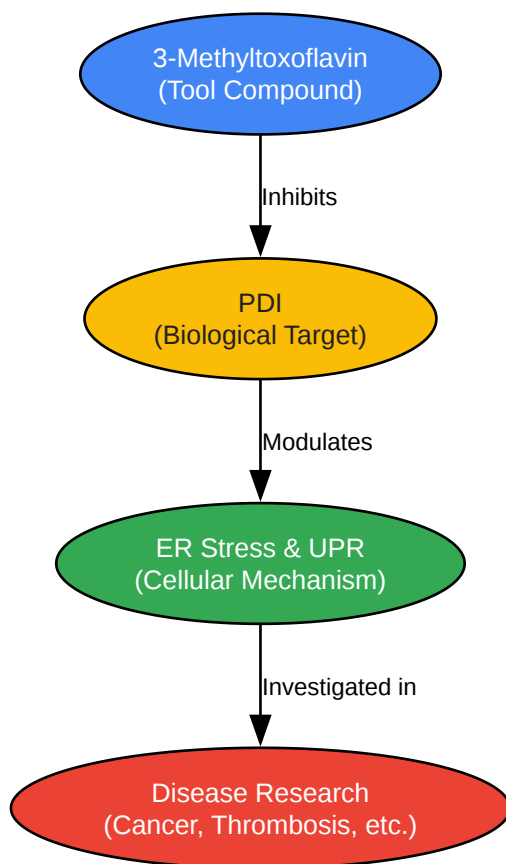 3-Methyltoxoflavin
(Tool Compound)
Inhibits
PDI
(Biological Target)
Modulates
ER Stress & UPR
(Cellular Mechanism)
Investigated in
Disease Research
(Cancer, Thrombosis, etc.)